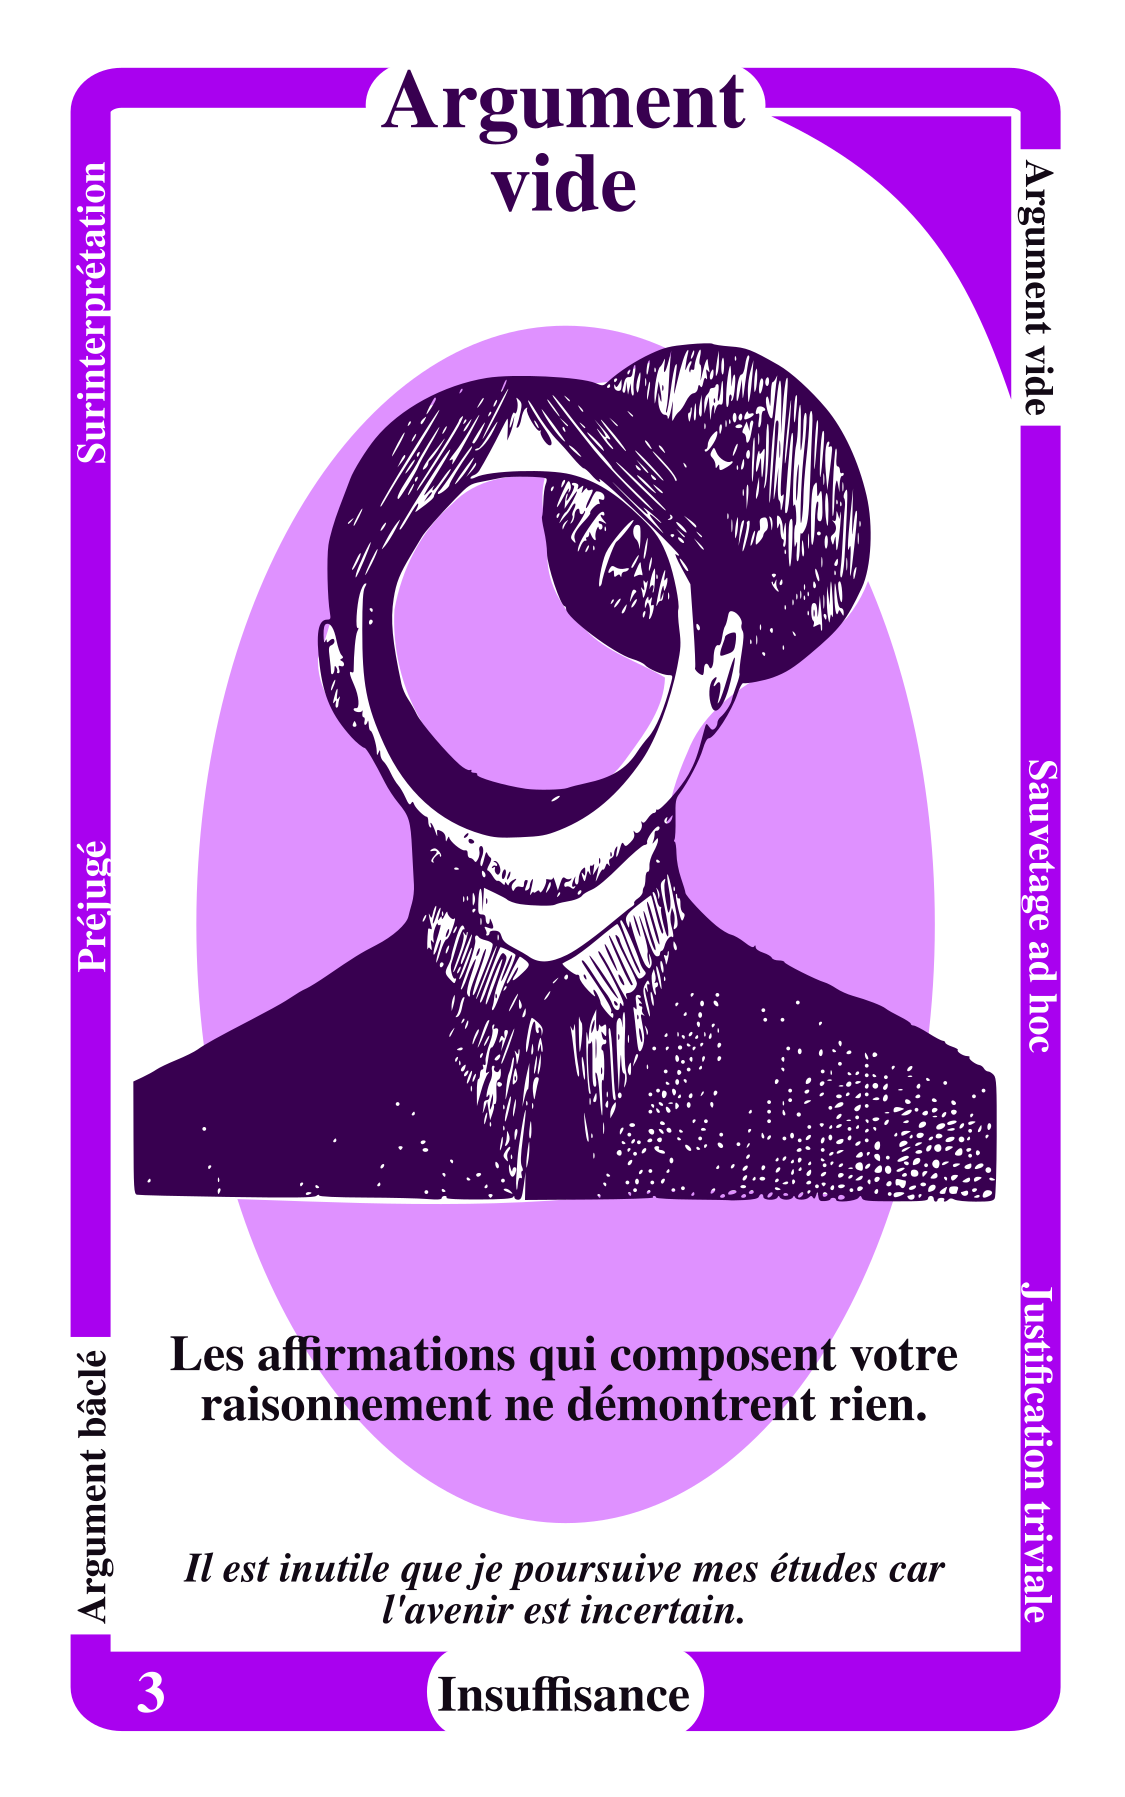 Argument
vide
Surinterprétation
Préjugé
Argument bâclé
Argument vide
Sauvetage ad hoc
Justification triviale
Les affirmations qui composent votre
raisonnement ne démontrent rien.
Il est inutile que je poursuive mes études car
l'avenir est incertain.
3
Insuffisance